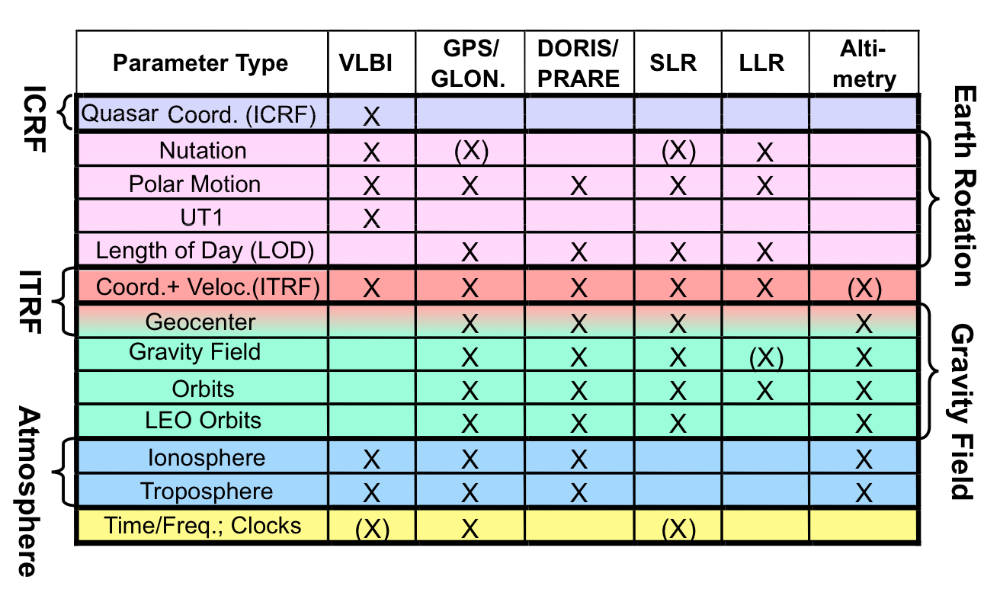 Parameter Type VLBI GPS/ GLON. DORIS/ PRARE SLR LLR Alti- metry
ICRF
Quasar Coord. (ICRF) X
Earth Rotation
Nutation X (X) (X) X
Polar Motion X X X X X
UT1 X
Length of Day (LOD) X X X X
ITRF
Coord.+ Veloc.(ITRF) X X X X X (X)
Gravity Field
Geocenter X X X X
Gravity Field X X X (X) X
Orbits X X X X X
LEO Orbits X X X X
Atmosphere
Ionosphere X X X X
Troposphere X X X X
Time/Freq.; Clocks (X) X (X)